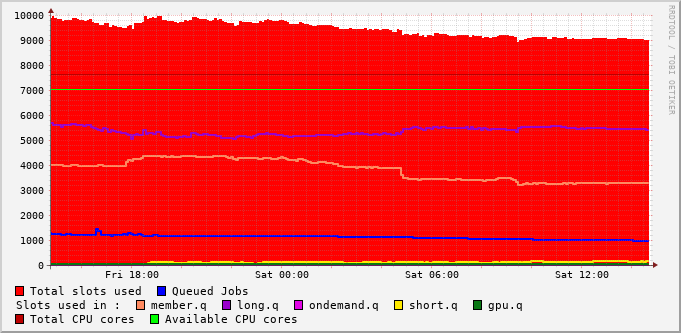 10000
9000
8000
7000
6000
5000
4000
3000
2000
1000
0
Fri 18:00 Sat 00:00 Sat 06:00 Sat 12:00
RRDTOOL / TOBI OETIKER
Total slots used Queued Jobs
Slots used in : member.q long.q ondemand.q short.q gpu.q
Total CPU cores Available CPU cores